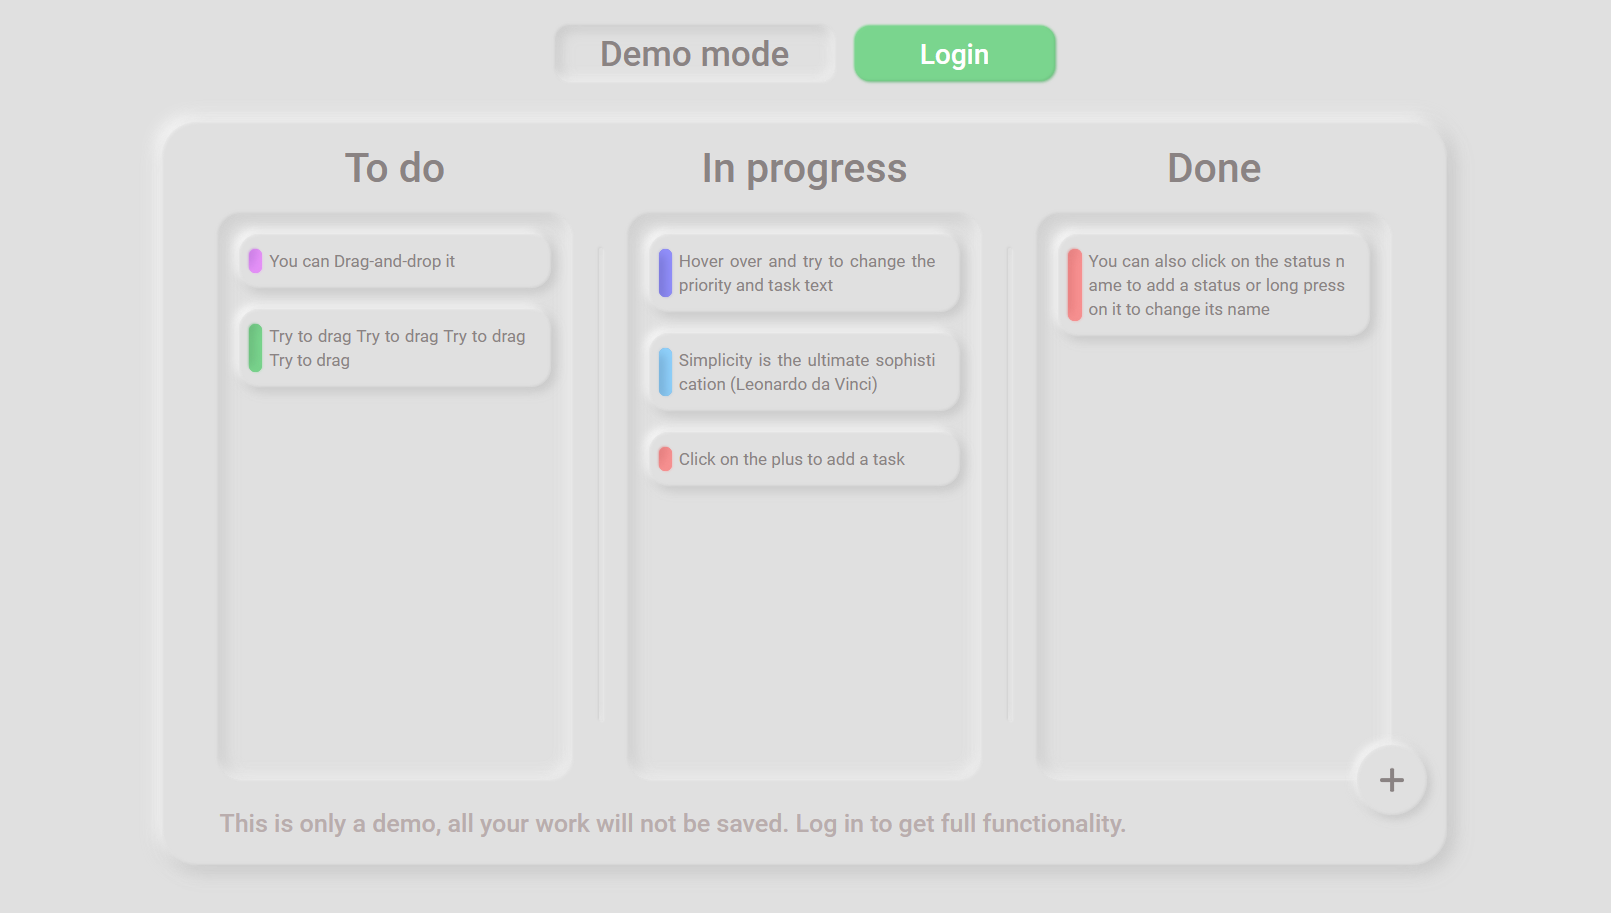 Demo mode
Login
To do
In progress
Done
You can Drag-and-drop it
Try to drag Try to drag Try to drag
Try to drag
Hover over and try to change the
priority and task text
Simplicity is the ultimate sophisti
cation (Leonardo da Vinci)
Click on the plus to add a task
You can also click on the status n
ame to add a status or long press
on it to change its name
+
This is only a demo, all your work will not be saved. Log in to get full functionality.